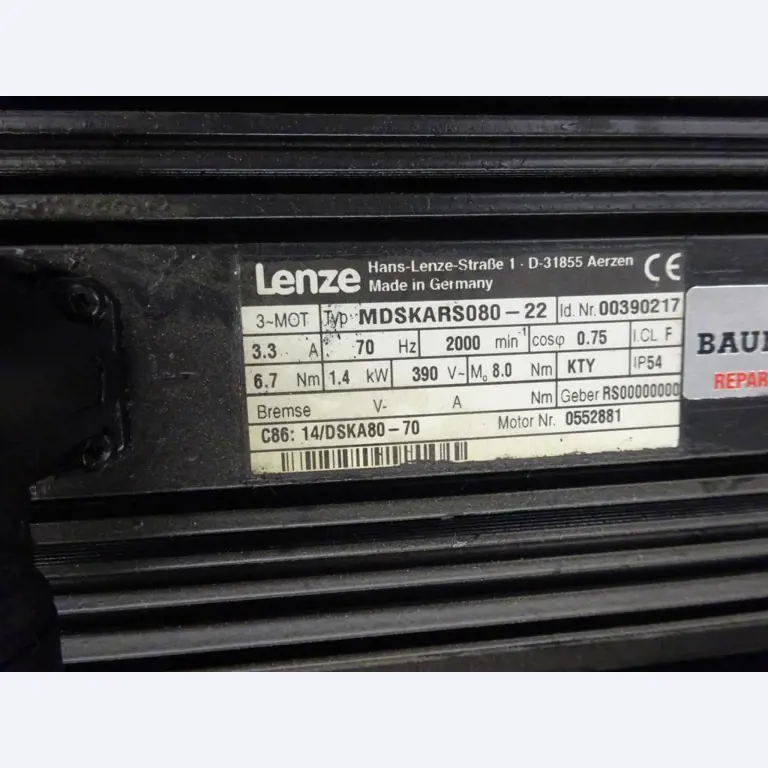 Lenze Hans-Lenze-Straße 1 · D-31855 Aerzen CE
Made in Germany
3~MOT Typ MDSKARS080-22 Id. Nr. 00390217
3.3 A 70 Hz 2000 min⁻¹ cosφ 0.75 I.CL F
6.7 Nm 1.4 kW 390 V~ M₀ 8.0 Nm KTY IP54
Bremse V- A Nm Geber RS00000000
C86: 14/DSKA80-70 Motor Nr. 0552881
BAU
REPAR